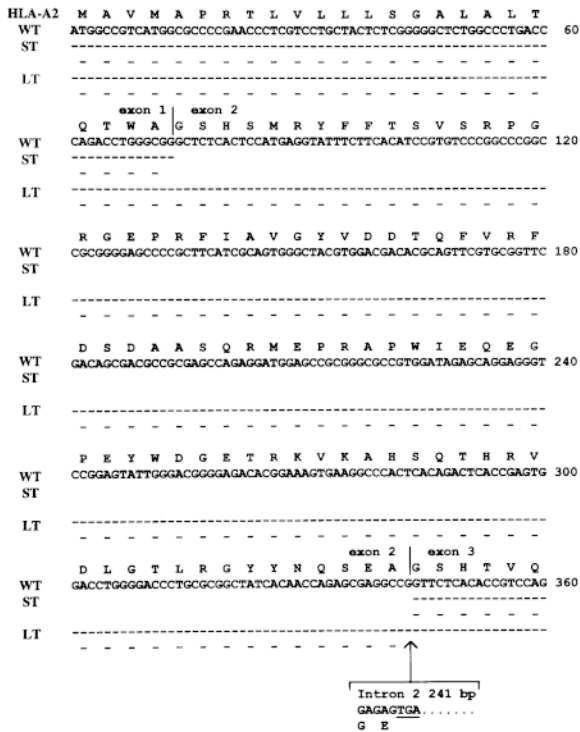 HLA-A2 M A V M A P R T L V L L L S G A L A L T
WT ATGGCCGTCATGGCGCCCCGAACCCTCGTCCTGCTACTCTCGGGGGCTCTGGCCCTGACC 60
ST ------------------------------------------------------------
- - - - - - - - - - - - - - - - - - - -
LT ------------------------------------------------------------
- - - - - - - - - - - - - - - - - - - -
exon 1 | exon 2
Q T W A G S H S M R Y F F T S V S R P G
WT CAGACCTGGGCGGGCTCTCACTCCATGAGGTATTTCTTCACATCCGTGTCCCGGCCCGGC 120
ST -------------
- - - -
LT ------------------------------------------------------------
- - - - - - - - - - - - - - - - - - - -
R G E P R F I A V G Y V D D T Q F V R F
WT CGCGGGGAGCCCCGCTTCATCGCAGTGGGCTACGTGGACGACACGCAGTTCGTGCGGTTC 180
ST
LT ------------------------------------------------------------
- - - - - - - - - - - - - - - - - - - -
D S D A A S Q R M E P R A P W I E Q E G
WT GACAGCGACGCCGCGAGCCAGAGGATGGAGCCGCGGGCGCCGTGGATAGAGCAGGAGGGT 240
ST
LT ------------------------------------------------------------
- - - - - - - - - - - - - - - - - - - -
P E Y W D G E T R K V K A H S Q T H R V
WT CCGGAGTATTGGGACGGGGAGACACGGAAAGTGAAGGCCCACTCACAGACTCACCGAGTG 300
ST
LT ------------------------------------------------------------
- - - - - - - - - - - - - - - - - - - -
exon 2 | exon 3
D L G T L R G Y Y N Q S E A G S H T V Q
WT GACCTGGGGACCCTGCGCGGCTATCACAACCAGAGCGAGGCCGGTTCTCACACCGTCCAG 360
ST -----------------
- - - - - -
LT ------------------------------------------------------------
- - - - - - - - - - - - - -
Intron 2 241 bp
GAGAGTGA.......
G E